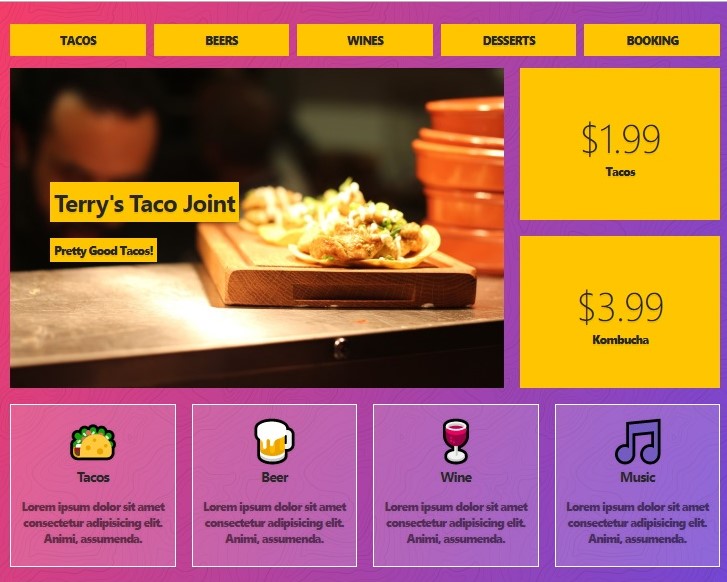 TACOS
BEERS
WINES
DESSERTS
BOOKING
Terry's Taco Joint
Pretty Good Tacos!
$1.99
Tacos
$3.99
Kombucha
Tacos
Lorem ipsum dolor sit amet
consectetur adipisicing elit.
Animi, assumenda.
Beer
Lorem ipsum dolor sit amet
consectetur adipisicing elit.
Animi, assumenda.
Wine
Lorem ipsum dolor sit amet
consectetur adipisicing elit.
Animi, assumenda.
Music
Lorem ipsum dolor sit amet
consectetur adipisicing elit.
Animi, assumenda.